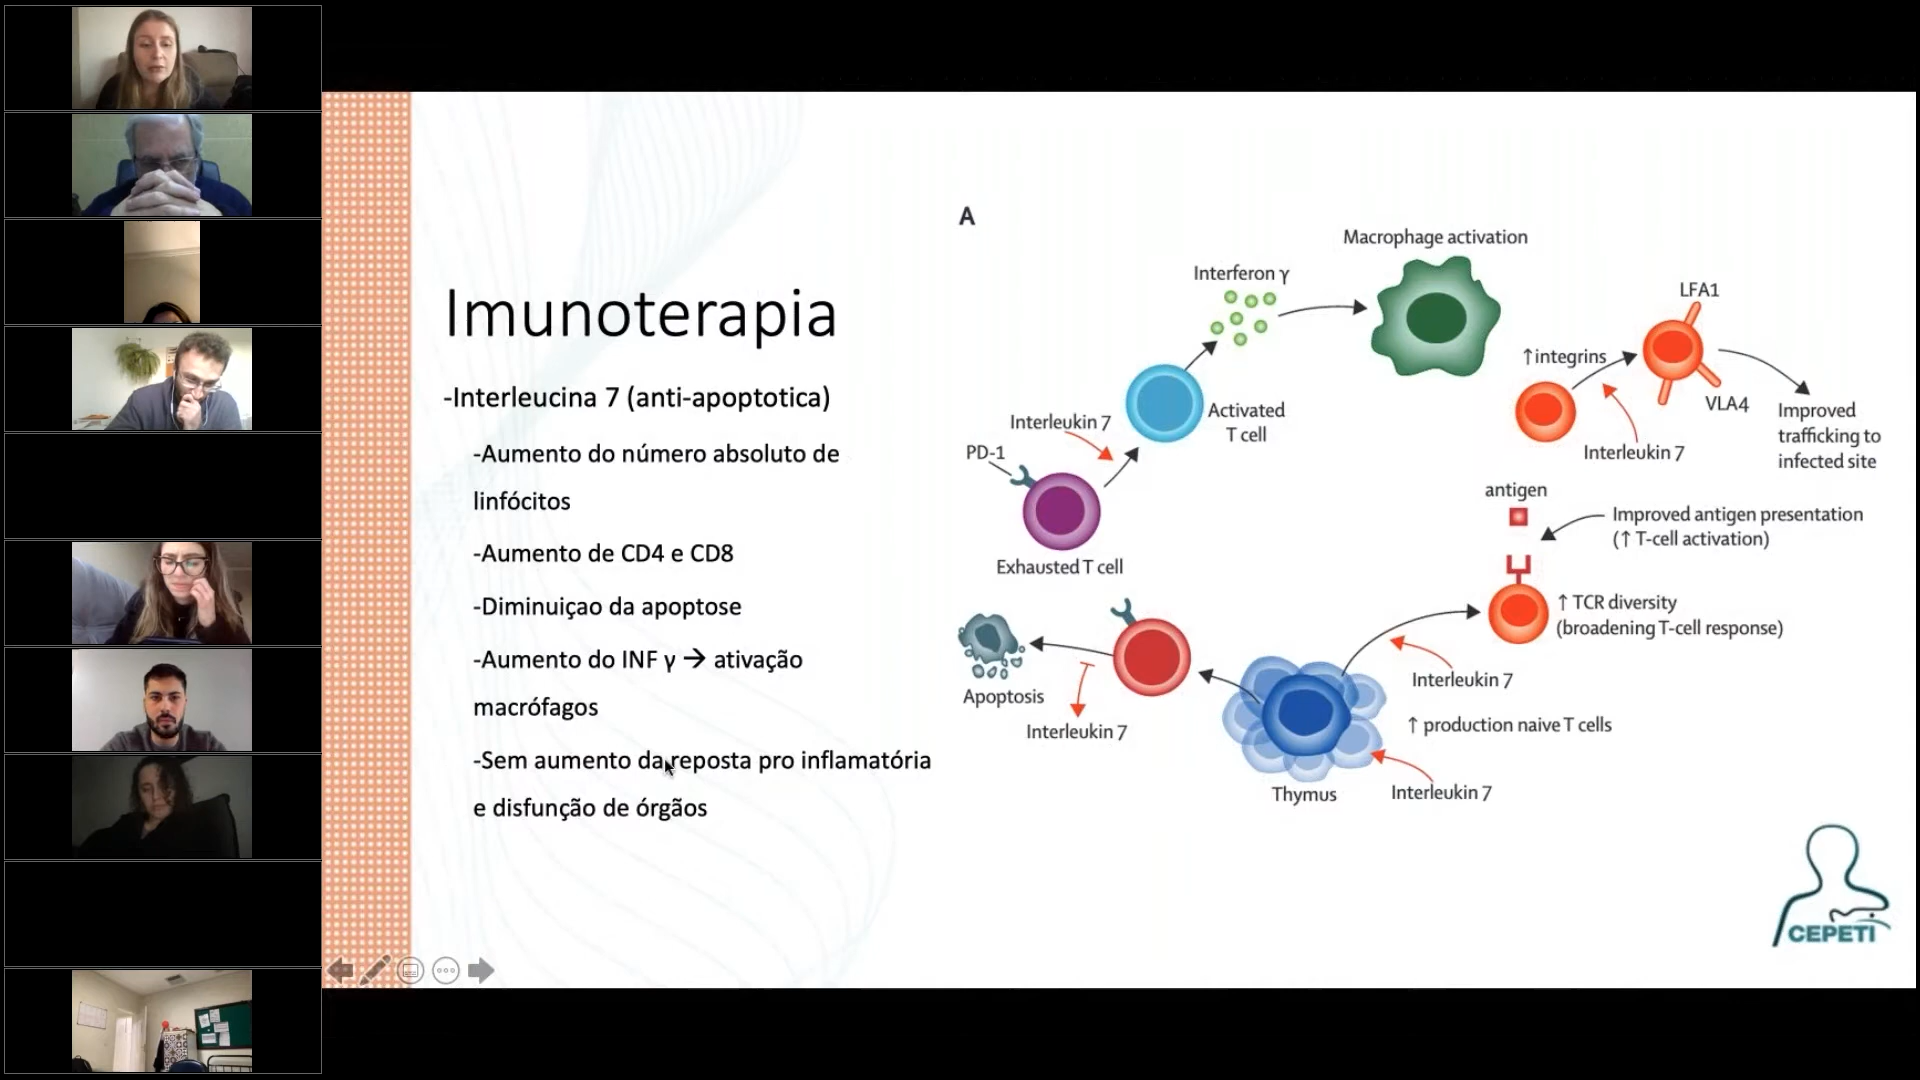 Imunoterapia
-Interleucina 7 (anti-apoptotica)
-Aumento do número absoluto de
linfócitos
-Aumento de CD4 e CD8
-Diminuiçao da apoptose
-Aumento do INF γ → ativação
macrófagos
-Sem aumento da reposta pro inflamatória
e disfunção de órgãos
A
Macrophage activation
Interferon γ
LFA1
↑integrins
VLA4
Activated
T cell
Interleukin 7
PD-1
Improved
trafficking to
infected site
Interleukin 7
antigen
Improved antigen presentation
(↑ T-cell activation)
Exhausted T cell
↑ TCR diversity
(broadening T-cell response)
Apoptosis
Interleukin 7
Interleukin 7
↑ production naive T cells
Thymus
Interleukin 7
CEPETI